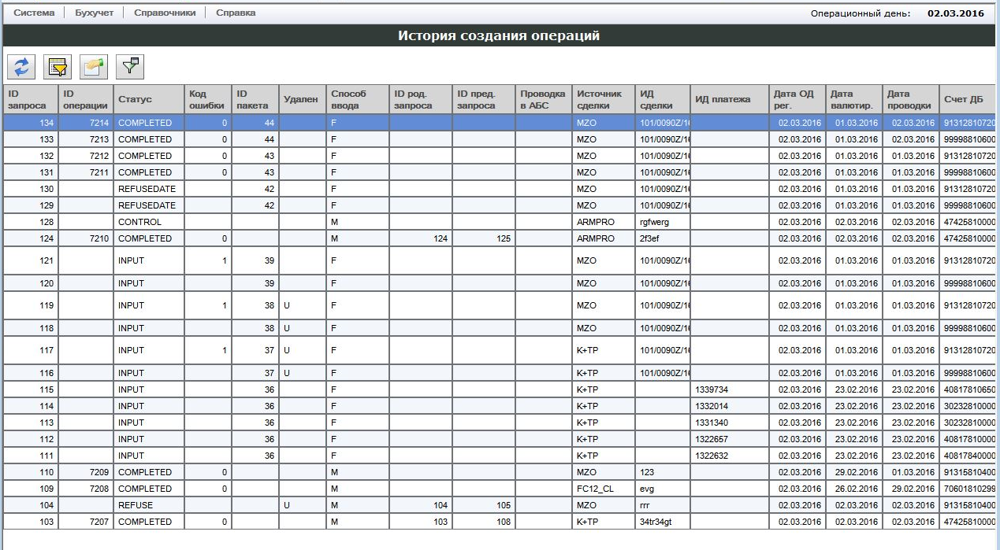 Система Бухучет Справочники Справка Операционный день: 02.03.2016
История создания операций
ID запроса ID операции Статус Код ошибки ID пакета Удален Способ ввода ID род. запроса ID пред. запроса Проводка в АБС Источник сделки ИД сделки ИД платежа Дата ОД рег. Дата валютир. Дата проводки Счет ДБ
134 7214 COMPLETED 0 44 F MZO 101/0090Z/1 02.03.2016 01.03.2016 02.03.2016 91312810720
133 7213 COMPLETED 0 44 F MZO 101/0090Z/1 02.03.2016 01.03.2016 02.03.2016 99998810600
132 7212 COMPLETED 0 43 F MZO 101/0090Z/1 02.03.2016 01.03.2016 02.03.2016 91312810720
131 7211 COMPLETED 0 43 F MZO 101/0090Z/1 02.03.2016 01.03.2016 02.03.2016 99998810600
130 REFUSEDATE 42 F MZO 101/0090Z/1 02.03.2016 01.03.2016 02.03.2016 91312810720
129 REFUSEDATE 42 F MZO 101/0090Z/1 02.03.2016 01.03.2016 02.03.2016 99998810600
128 CONTROL M ARMPRO rgfwerg 02.03.2016 02.03.2016 02.03.2016 47425810000
124 7210 COMPLETED 0 M 124 125 ARMPRO 2f3ef 02.03.2016 02.03.2016 02.03.2016 47425810000
121 INPUT 1 39 F MZO 101/0090Z/1 02.03.2016 01.03.2016 01.03.2016 91312810720
120 INPUT 39 F MZO 101/0090Z/1 02.03.2016 01.03.2016 01.03.2016 99998810600
119 INPUT 1 38 U F MZO 101/0090Z/1 02.03.2016 01.03.2016 01.03.2016 91312810720
118 INPUT 38 U F MZO 101/0090Z/1 02.03.2016 01.03.2016 01.03.2016 99998810600
117 INPUT 1 37 U F K+TP 101/0090Z/1 02.03.2016 01.03.2016 01.03.2016 91312810720
116 INPUT 37 U F K+TP 101/0090Z/1 02.03.2016 01.03.2016 01.03.2016 99998810600
115 INPUT 36 F K+TP 1339734 02.03.2016 23.02.2016 23.02.2016 40817810650
114 INPUT 36 F K+TP 1332014 02.03.2016 23.02.2016 23.02.2016 30232810000
113 INPUT 36 F K+TP 1331340 02.03.2016 23.02.2016 23.02.2016 30232810000
112 INPUT 36 F K+TP 1322657 02.03.2016 23.02.2016 23.02.2016 40817810000
111 INPUT 36 F K+TP 1322632 02.03.2016 23.02.2016 23.02.2016 40817840000
110 7209 COMPLETED 0 M MZO 123 02.03.2016 29.02.2016 01.03.2016 91315810400
109 7208 COMPLETED 0 M FC12_CL evg 02.03.2016 26.02.2016 29.02.2016 70601810299
104 REFUSE U M 104 105 MZO rrr 02.03.2016 02.03.2016 02.03.2016 91315810400
103 7207 COMPLETED 0 M 103 108 K+TP 34tr34gt 02.03.2016 02.03.2016 02.03.2016 47425810000